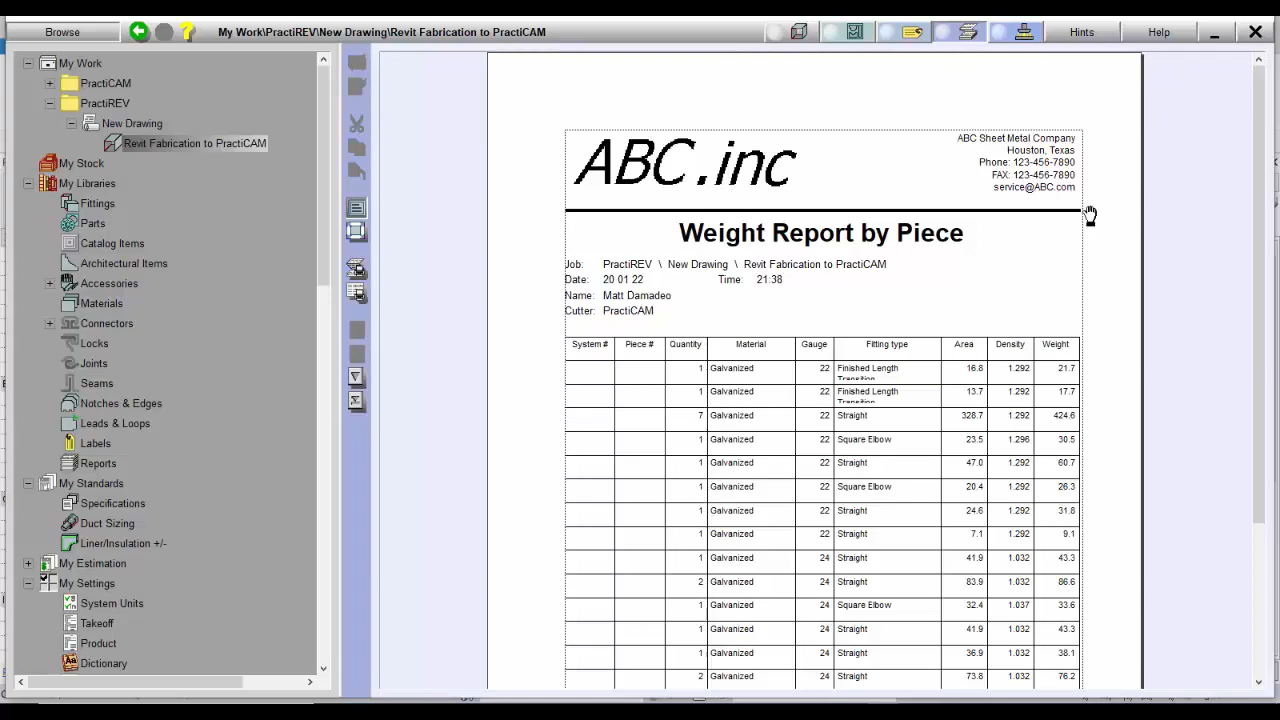 Browse
My Work\PractiREV\New Drawing\Revit Fabrication to PractiCAM
Hints
Help
My Work
PractiCAM
PractiREV
New Drawing
Revit Fabrication to PractiCAM
My Stock
My Libraries
Fittings
Parts
Catalog Items
Architectural Items
Accessories
Materials
Connectors
Locks
Joints
Seams
Notches & Edges
Leads & Loops
Labels
Reports
My Standards
Specifications
Duct Sizing
Liner/Insulation +/-
My Estimation
My Settings
System Units
Takeoff
Product
Dictionary
ABC.inc
ABC Sheet Metal Company
Houston, Texas
Phone: 123-456-7890
FAX: 123-456-7890
service@ABC.com
Weight Report by Piece
Job: PractiREV \ New Drawing \ Revit Fabrication to PractiCAM
Date: 20 01 22 Time: 21:38
Name: Matt Damadeo
Cutter: PractiCAM
System # Piece # Quantity Material Gauge Fitting type Area Density Weight
1 Galvanized 22 Finished Length Transition 16.8 1.292 21.7
1 Galvanized 22 Finished Length Transition 13.7 1.292 17.7
7 Galvanized 22 Straight 328.7 1.292 424.6
1 Galvanized 22 Square Elbow 23.5 1.296 30.5
1 Galvanized 22 Straight 47.0 1.292 60.7
1 Galvanized 22 Square Elbow 20.4 1.292 26.3
1 Galvanized 22 Straight 24.6 1.292 31.8
1 Galvanized 22 Straight 7.1 1.292 9.1
1 Galvanized 24 Straight 41.9 1.032 43.3
2 Galvanized 24 Straight 83.9 1.032 86.6
1 Galvanized 24 Square Elbow 32.4 1.037 33.6
1 Galvanized 24 Straight 41.9 1.032 43.3
1 Galvanized 24 Straight 36.9 1.032 38.1
2 Galvanized 24 Straight 73.8 1.032 76.2